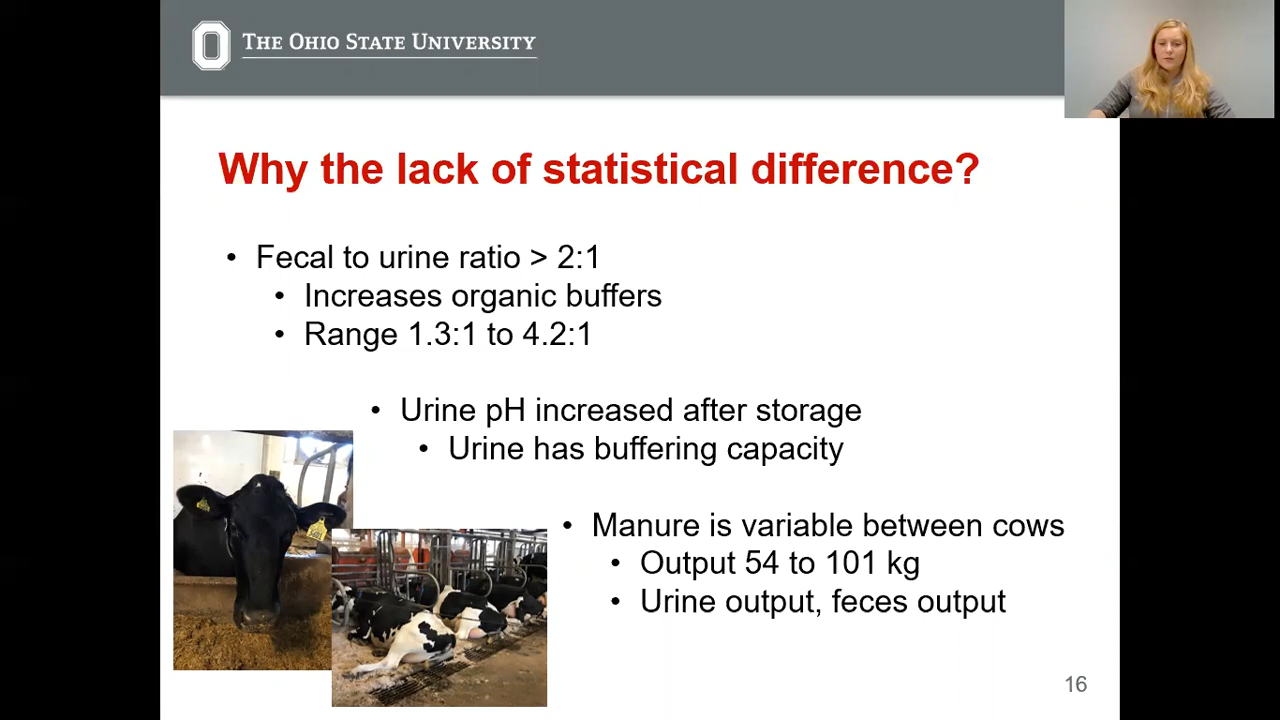 THE OHIO STATE UNIVERSITY
Why the lack of statistical difference?
• Fecal to urine ratio > 2:1
• Increases organic buffers
• Range 1.3:1 to 4.2:1
• Urine pH increased after storage
• Urine has buffering capacity
• Manure is variable between cows
• Output 54 to 101 kg
• Urine output, feces output
16